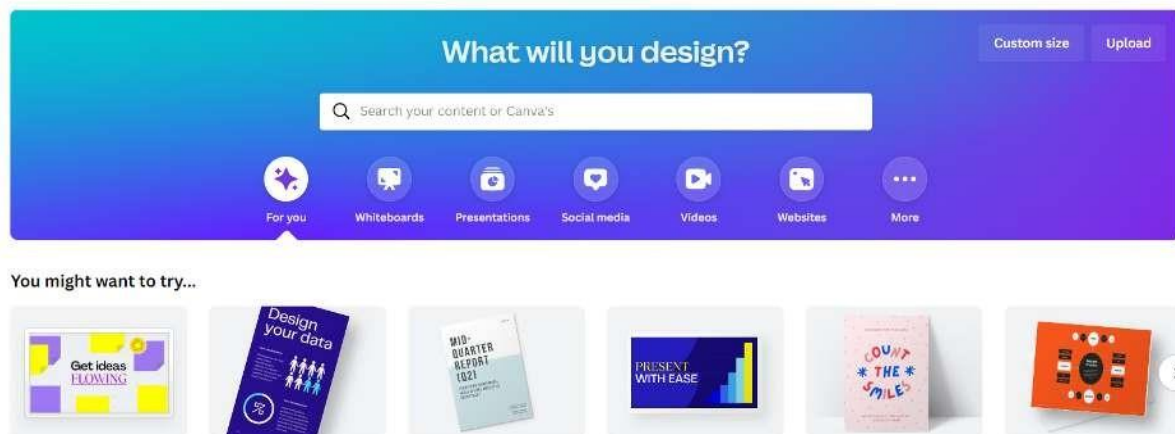 What will you design?
Custom size
Upload
Search your content or Canva's
For you
Whiteboards
Presentations
Social media
Videos
Websites
More
You might want to try...
Get ideas
FLOWING
Design
your data
MID-
QUARTER
REPORT
(Q2)
PRESENT
WITH EASE
COUNT
* THE *
SMILES